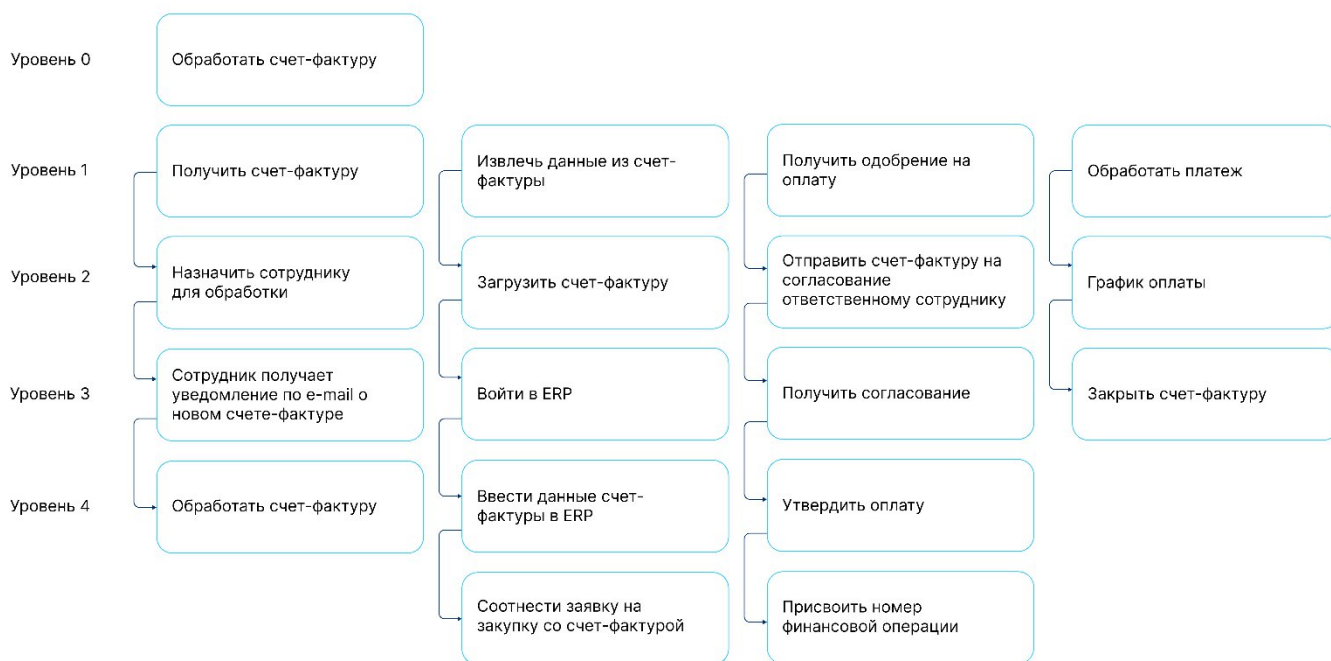 Уровень 0
Обработать счет-фактуру
Уровень 1
Получить счет-фактуру
Извлечь данные из счет-
фактуры
Получить одобрение на
оплату
Обработать платеж
Уровень 2
Назначить сотруднику
для обработки
Загрузить счет-фактуру
Отправить счет-фактуру на
согласование
ответственному сотруднику
График оплаты
Уровень 3
Сотрудник получает
уведомление по e-mail о
новом счете-фактуре
Войти в ERP
Получить согласование
Закрыть счет-фактуру
Уровень 4
Обработать счет-фактуру
Ввести данные счет-
фактуры в ERP
Утвердить оплату
Соотнести заявку на
закупку со счет-фактурой
Присвоить номер
финансовой операции